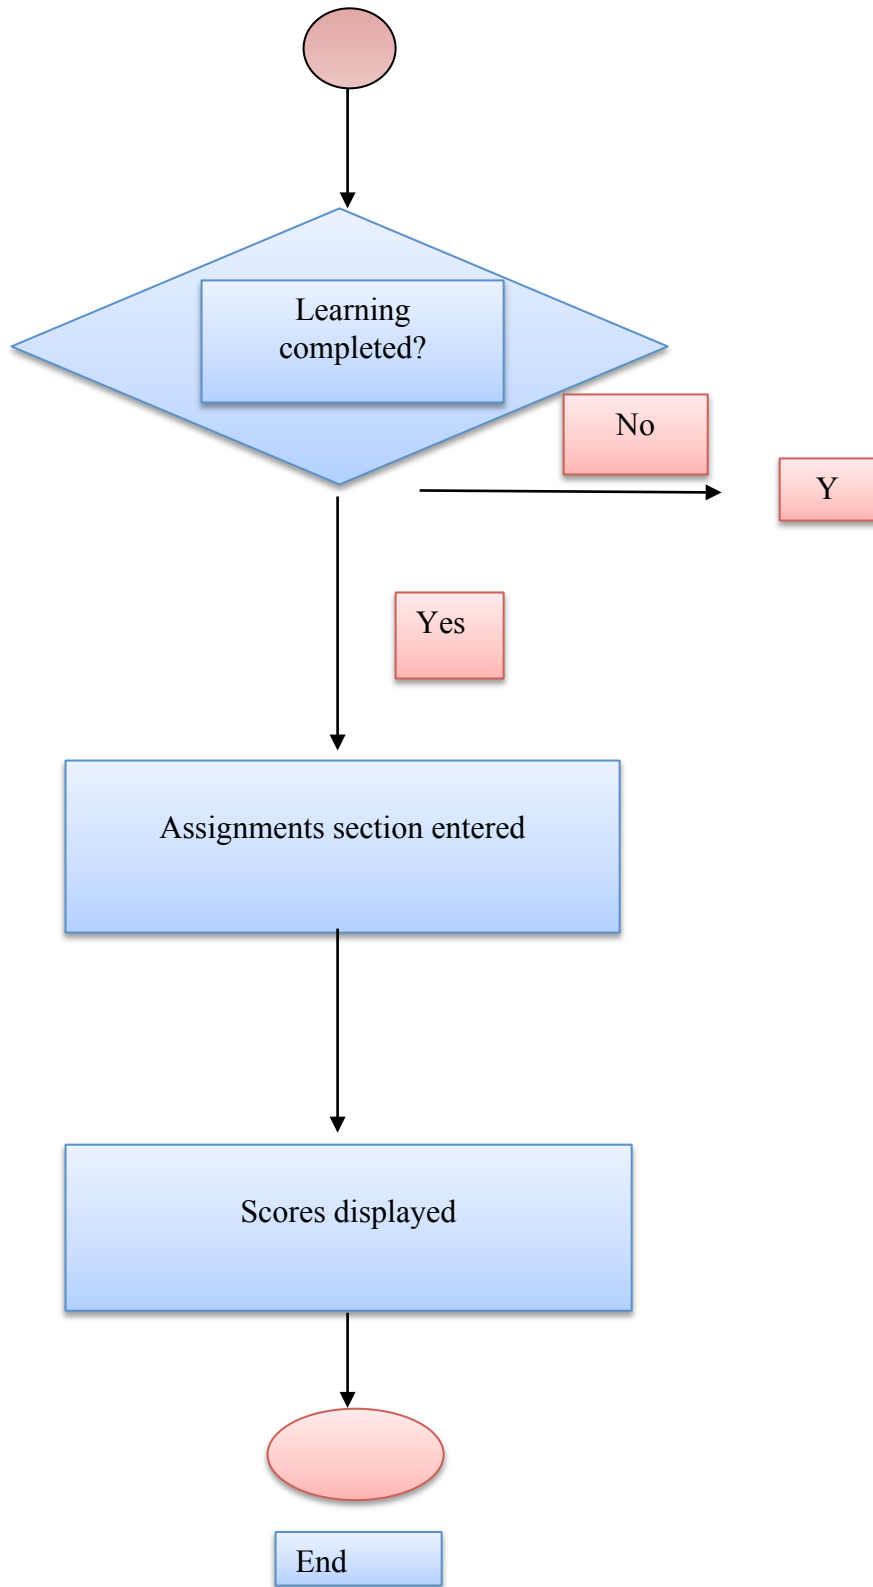 Learning
completed?
No
Y
Yes
Assignments section entered
Scores displayed
End